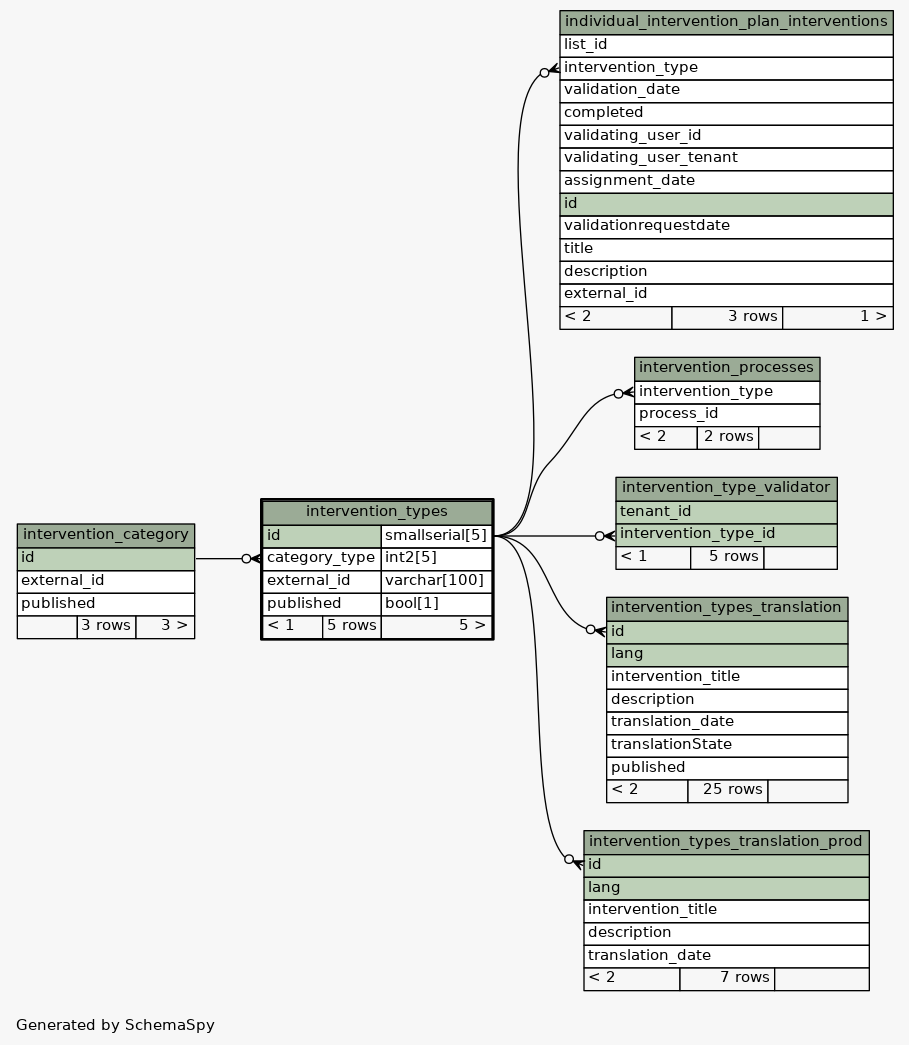 individual_intervention_plan_interventions
list_id
intervention_type
validation_date
completed
validating_user_id
validating_user_tenant
assignment_date
id
validationrequestdate
title
description
external_id
< 2 3 rows 1 >
intervention_processes
intervention_type
process_id
< 2 2 rows
intervention_type_validator
tenant_id
intervention_type_id
< 1 5 rows
intervention_types
id smallserial[5]
category_type int2[5]
external_id varchar[100]
published bool[1]
< 1 5 rows 5 >
intervention_category
id
external_id
published
3 rows 3 >
intervention_types_translation
id
lang
intervention_title
description
translation_date
translationState
published
< 2 25 rows
intervention_types_translation_prod
id
lang
intervention_title
description
translation_date
< 2 7 rows
Generated by SchemaSpy